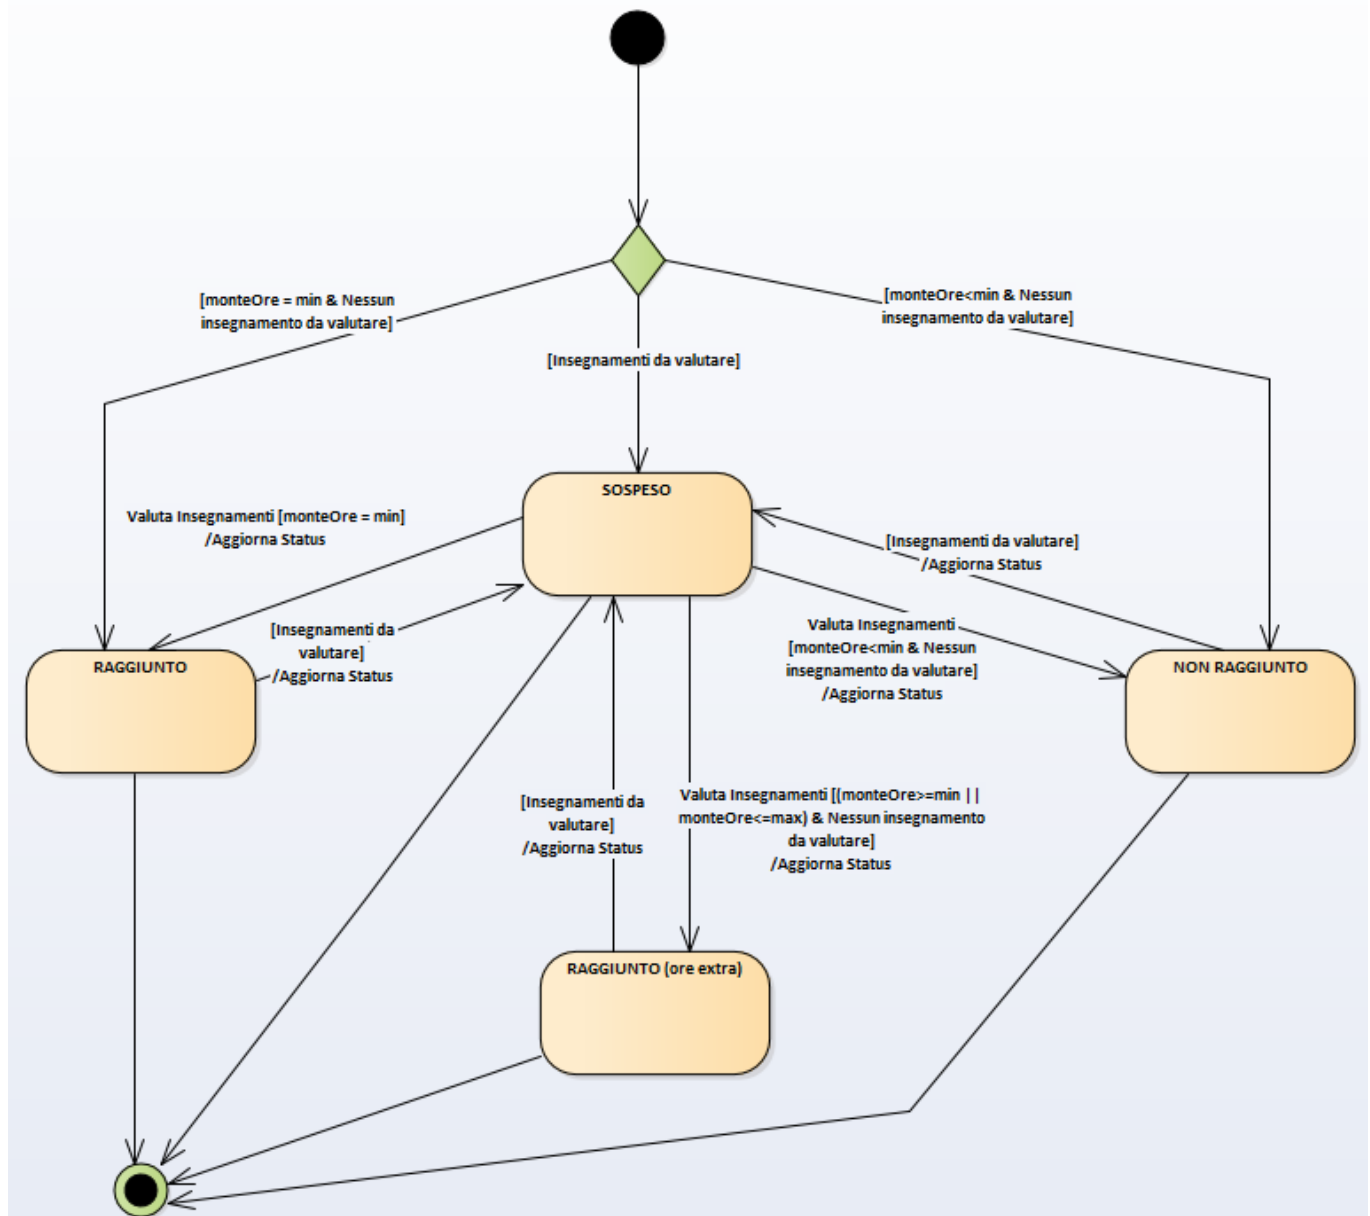 [monteOre = min & Nessun
insegnamento da valutare]
[monteOre<min & Nessun
insegnamento da valutare]
[Insegnamenti da valutare]
SOSPESO
Valuta Insegnamenti [monteOre = min]
/Aggiorna Status
[Insegnamenti da valutare]
/Aggiorna Status
[Insegnamenti da
valutare]
/Aggiorna Status
Valuta Insegnamenti
[monteOre<min & Nessun
insegnamento da valutare]
/Aggiorna Status
RAGGIUNTO
NON RAGGIUNTO
[Insegnamenti da
valutare]
/Aggiorna Status
Valuta Insegnamenti [(monteOre>=min ||
monteOre<=max) & Nessun insegnamento
da valutare]
/Aggiorna Status
RAGGIUNTO (ore extra)